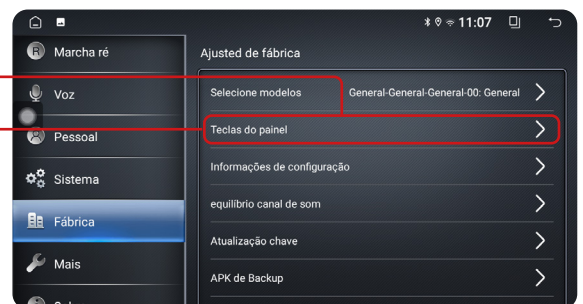 11:07
R Marcha ré
Voz
Pessoal
Sistema
Fábrica
Mais
Ajusted de fábrica
Selecione modelos General-General-General-00: General
Teclas do painel
Informações de configuração
equilíbrio canal de som
Atualização chave
APK de Backup